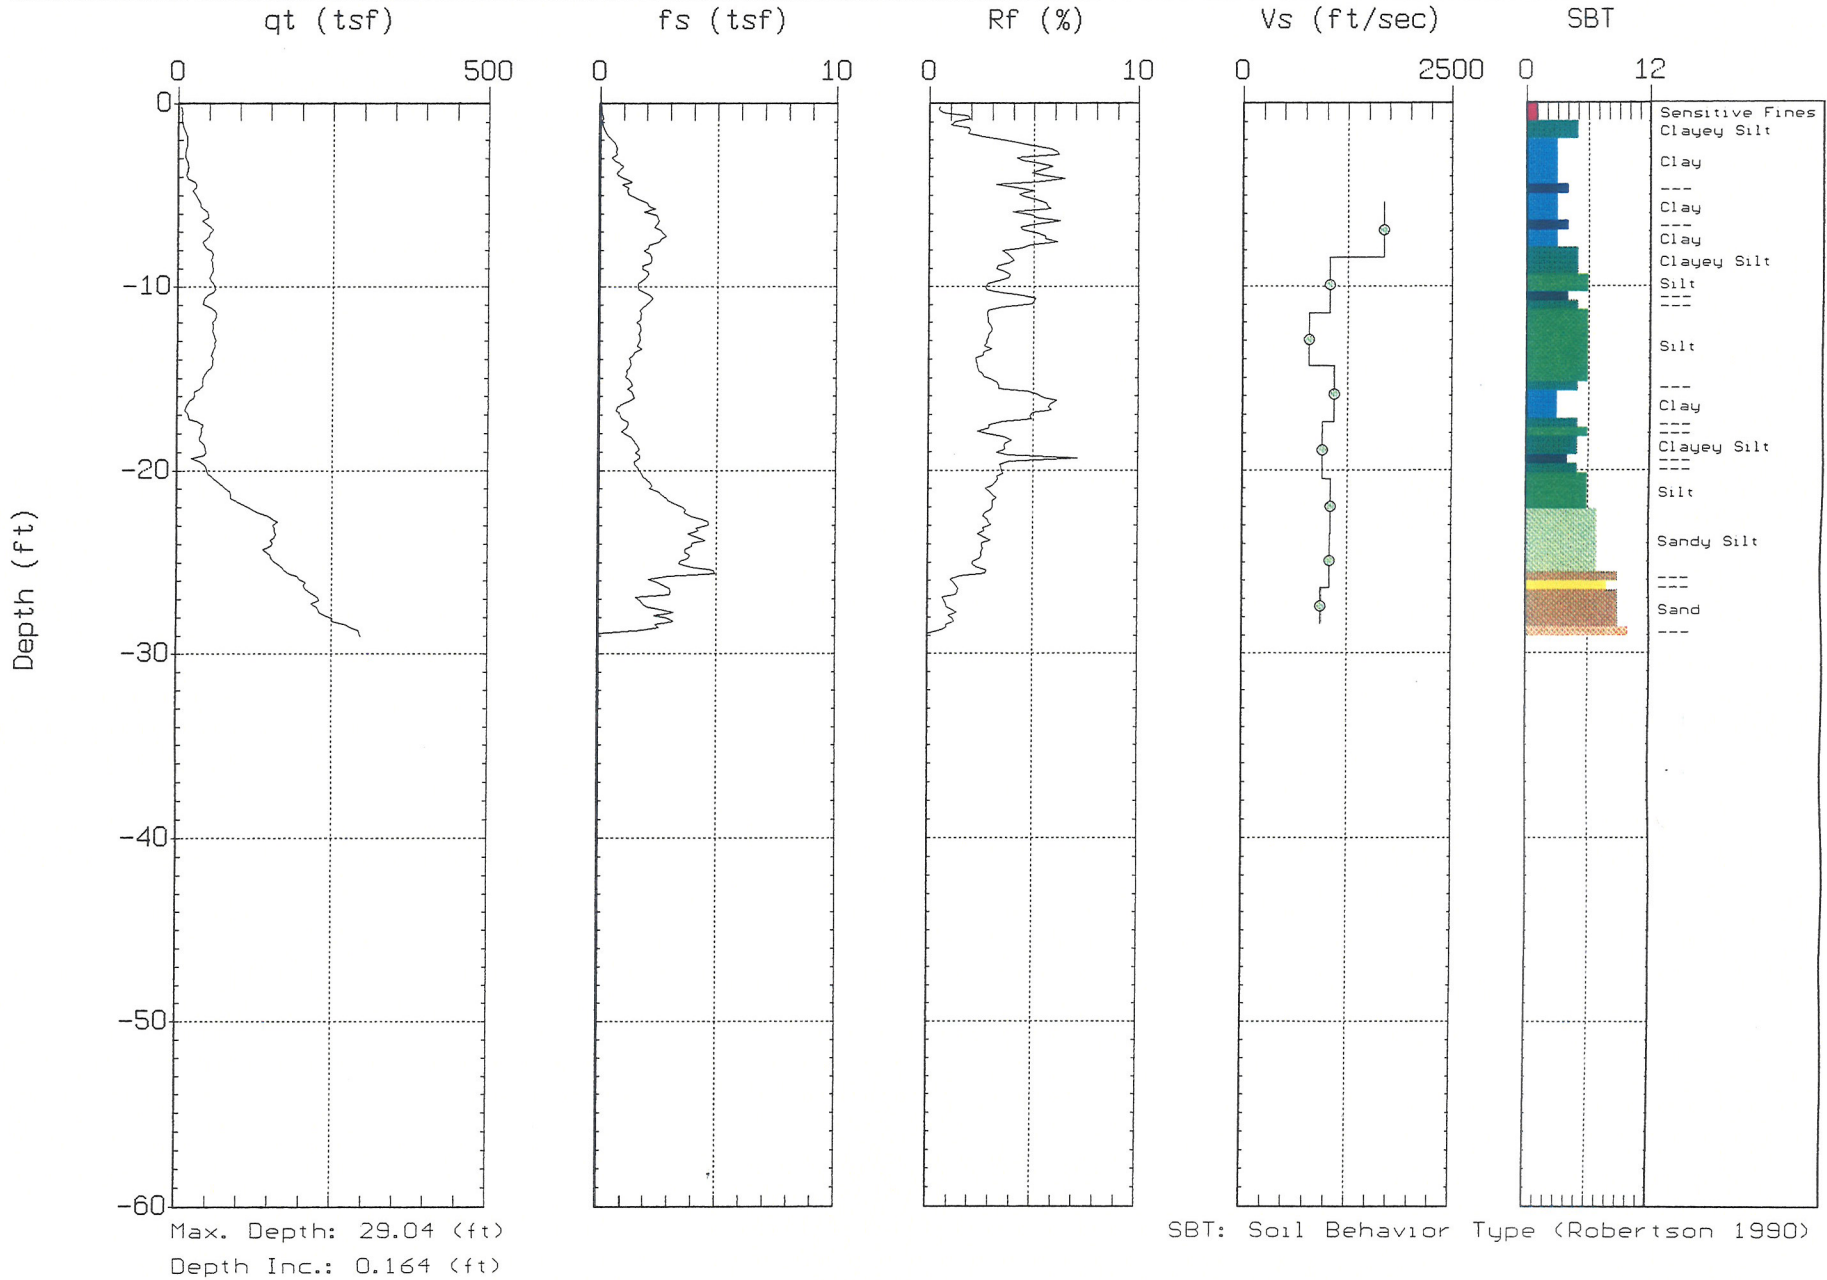 qt (tsf) fs (tsf) Rf (%) Vs (ft/sec) SBT
0 500 0 10 0 10 0 2500 0 12
0
-10
-20
-30
-40
-50
-60
Depth (ft)
Sensitive Fines
Clayey Silt
Clay
---
Clay
---
Clay
Clayey Silt
Silt
---
---
Silt
---
Clay
---
---
Clayey Silt
---
---
Silt
Sandy Silt
---
---
Sand
---
Max. Depth: 29.04 (ft)
Depth Inc.: 0.164 (ft)
SBT: Soil Behavior Type (Robertson 1990)